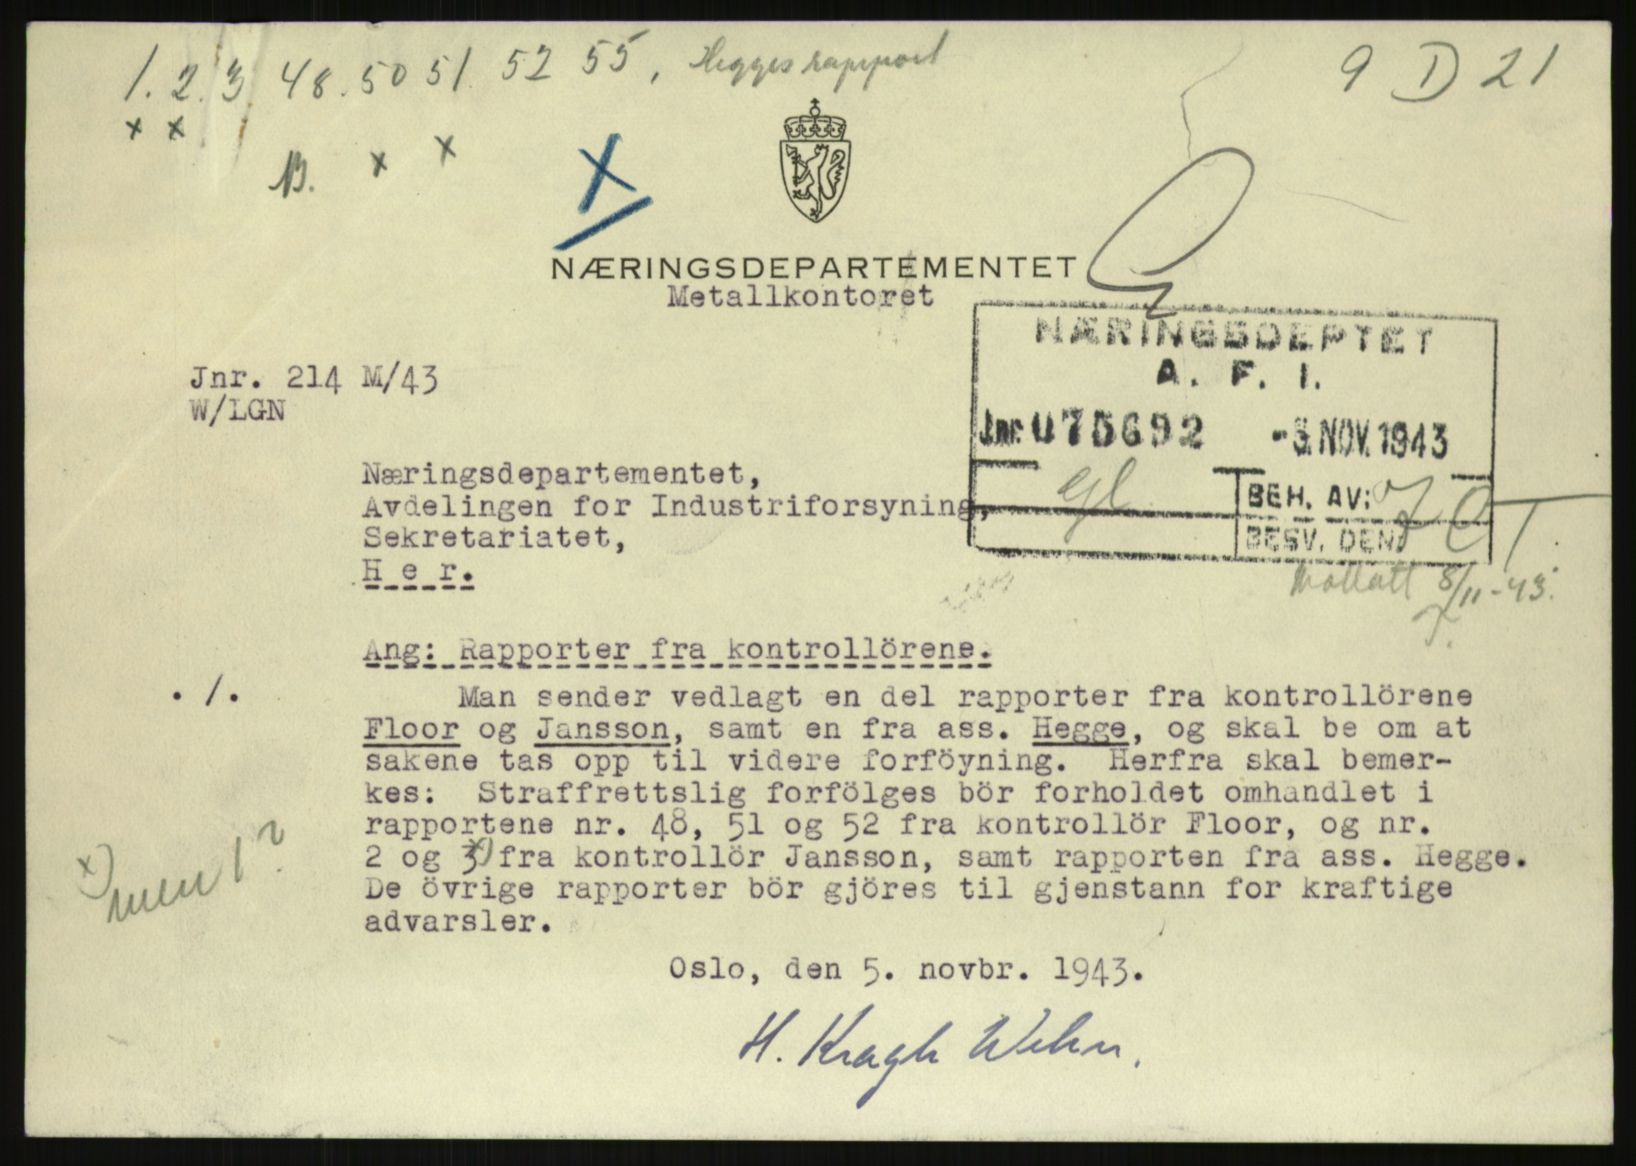 1. 2. 3 48. 50 51. 52 55, Hegges rapport
9 D 21
x x
B. x x
x
NÆRINGSDEPARTEMENTET
Metallkontoret
NÆRINGSDEPTET
A. F. I.
Jnr. 075692 -5. NOV. 1943
BEH. AV:
BESV. DEN
Mottatt 8/11-43.
Jnr. 214 M/43
W/LGN
Næringsdepartementet,
Avdelingen for Industriforsyning,
Sekretariatet,
H e r.
Ang: Rapporter fra kontrollörene.
./.
Man sender vedlagt en del rapporter fra kontrollörene
Floor og Jansson, samt en fra ass. Hegge, og skal be om at
sakene tas opp til videre forföyning. Herfra skal bemer-
kes: Straffrettslig forfölges bör forholdet omhandlet i
rapportene nr. 48, 51 og 52 fra kontrollör Floor, og nr.
2 og 3 x) fra kontrollör Jansson, samt rapporten fra ass. Hegge.
De övrige rapporter bör gjöres til gjenstann for kraftige
advarsler.
x) men 1?
Oslo, den 5. novbr. 1943.
H. Kragh Wehn.